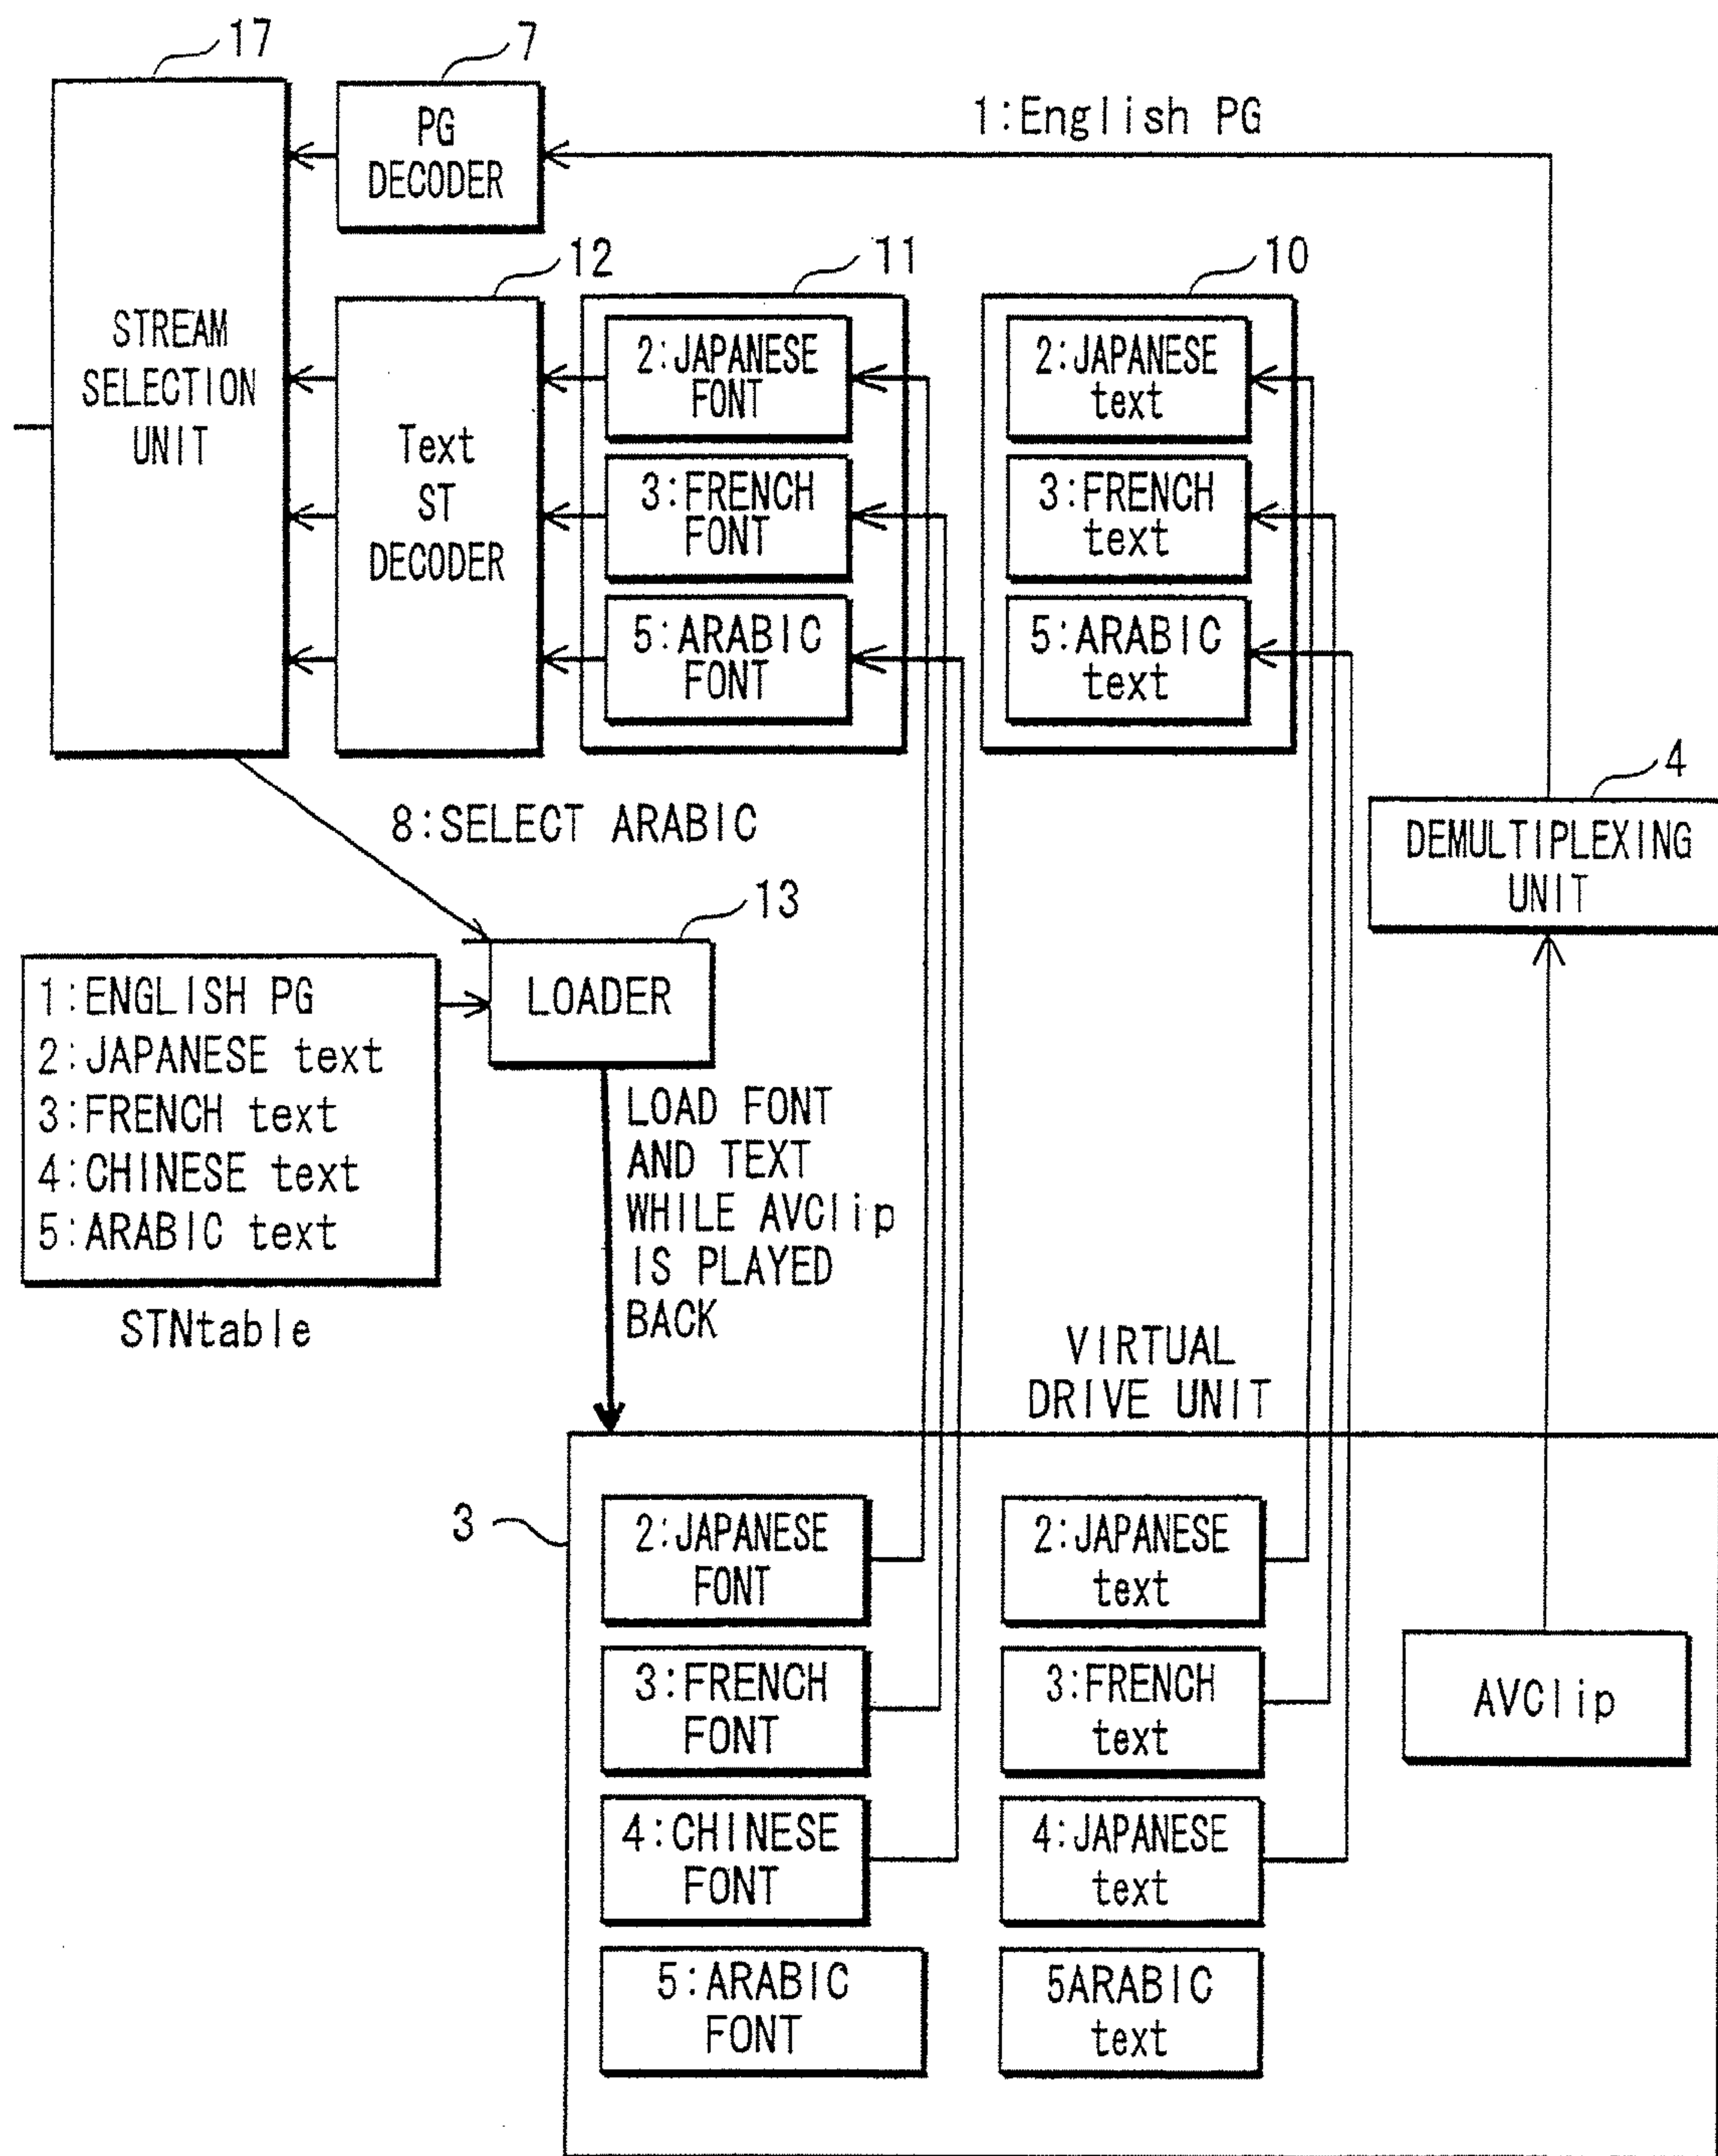 17
7
PG
DECODER
1:English PG
STREAM
SELECTION
UNIT
12
11
10
Text
ST
DECODER
2:JAPANESE
FONT
3:FRENCH
FONT
5:ARABIC
FONT
2:JAPANESE
text
3:FRENCH
text
5:ARABIC
text
4
DEMULTIPLEXING
UNIT
8:SELECT ARABIC
13
LOADER
1:ENGLISH PG
2:JAPANESE text
3:FRENCH text
4:CHINESE text
5:ARABIC text
STNtable
LOAD FONT
AND TEXT
WHILE AVClip
IS PLAYED
BACK
VIRTUAL
DRIVE UNIT
3
2:JAPANESE
FONT
3:FRENCH
FONT
4:CHINESE
FONT
5:ARABIC
FONT
2:JAPANESE
text
3:FRENCH
text
4:JAPANESE
text
5ARABIC
text
AVClip